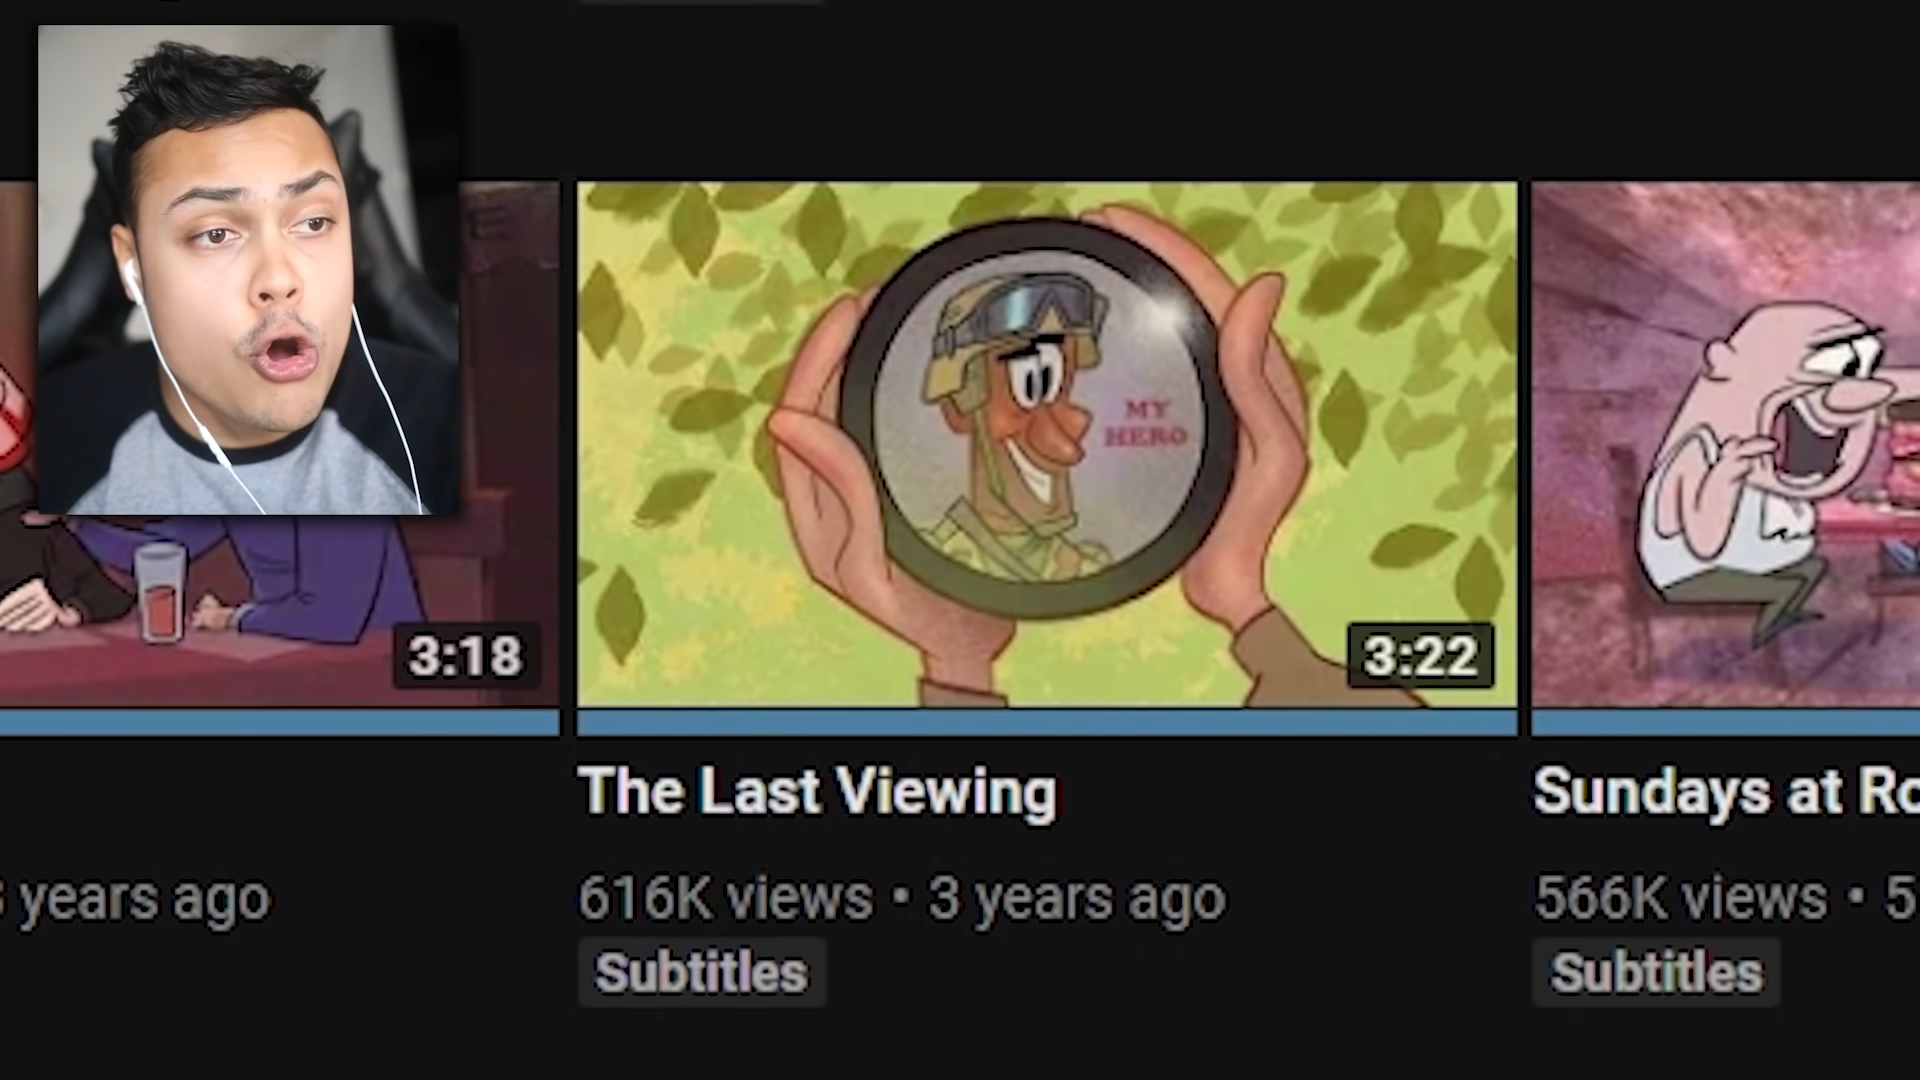 MY
HERO
3:18
3:22
The Last Viewing
Sundays at Ro
years ago
616K views • 3 years ago
566K views • 5
Subtitles
Subtitles